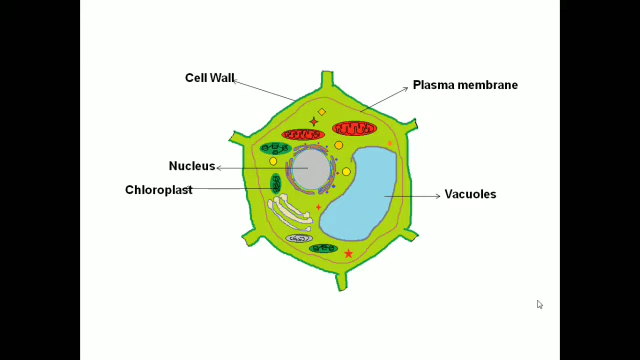 Cell Wall
Plasma membrane
Nucleus
Chloroplast
Vacuoles